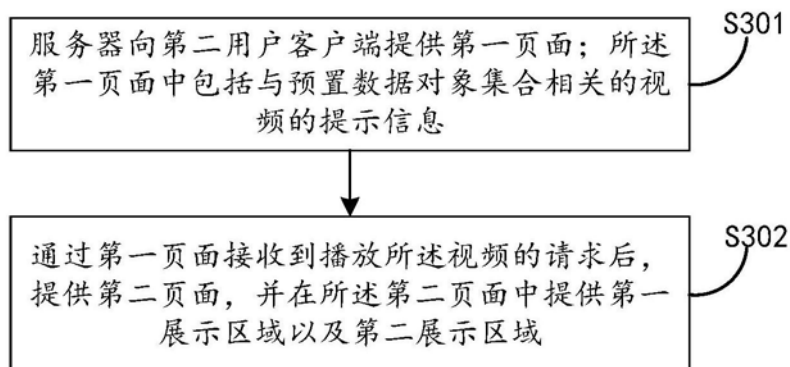 服务器向第二用户客户端提供第一页面；所述
第一页面中包括与预置数据对象集合相关的视
频的提示信息
S301
通过第一页面接收到播放所述视频的请求后，
提供第二页面，并在所述第二页面中提供第一
展示区域以及第二展示区域
S302